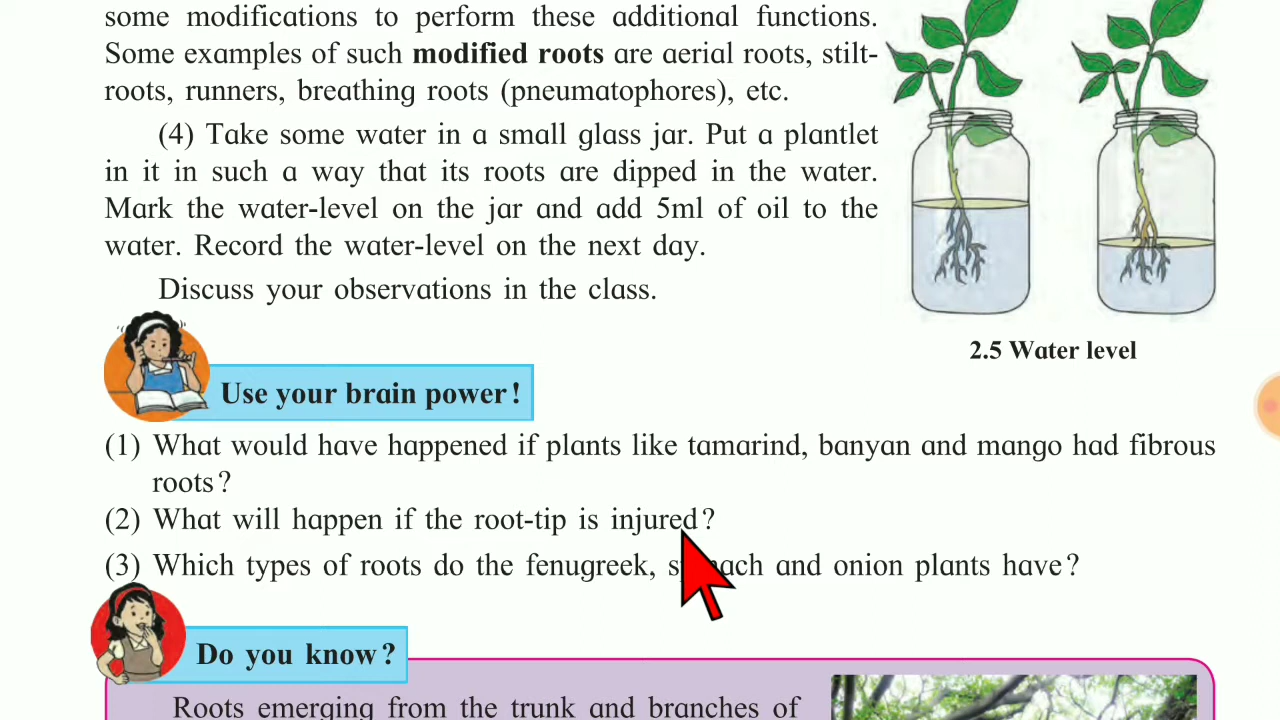 some modifications to perform these additional functions.
Some examples of such modified roots are aerial roots, stilt-
roots, runners, breathing roots (pneumatophores), etc.
(4) Take some water in a small glass jar. Put a plantlet
in it in such a way that its roots are dipped in the water.
Mark the water-level on the jar and add 5ml of oil to the
water. Record the water-level on the next day.
Discuss your observations in the class.
2.5 Water level
Use your brain power!
(1) What would have happened if plants like tamarind, banyan and mango had fibrous
roots?
(2) What will happen if the root-tip is injured?
(3) Which types of roots do the fenugreek, spinach and onion plants have?
Do you know?
Roots emerging from the trunk and branches of